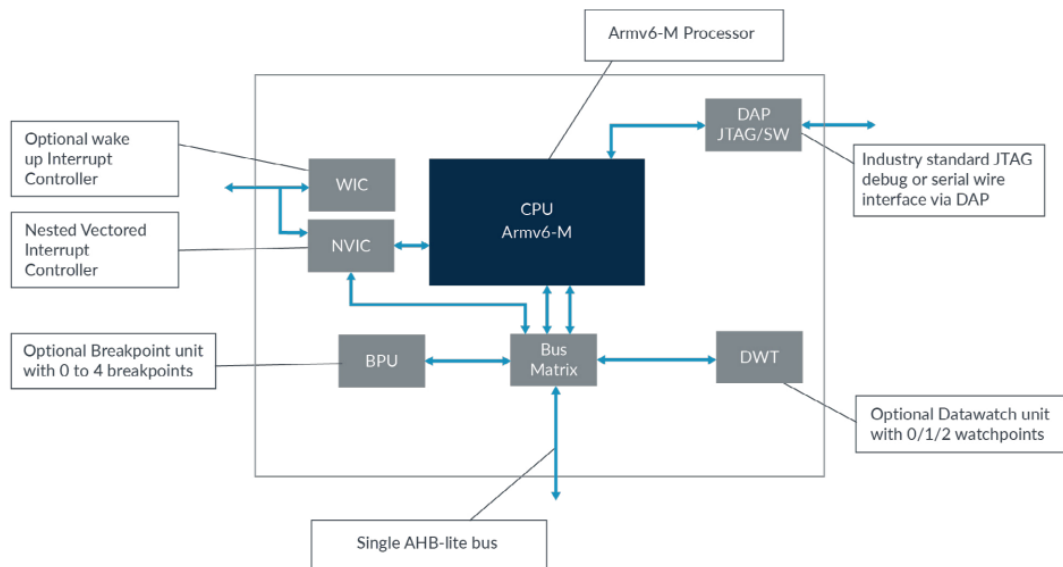 Armv6-M Processor
DAP
JTAG/SW
Optional wake
up Interrupt
Controller
Industry standard JTAG
debug or serial wire
interface via DAP
WIC
CPU
Armv6-M
Nested Vectored
Interrupt
Controller
NVIC
Optional Breakpoint unit
with 0 to 4 breakpoints
BPU
Bus
Matrix
DWT
Optional Datawatch unit
with 0/1/2 watchpoints
Single AHB-lite bus